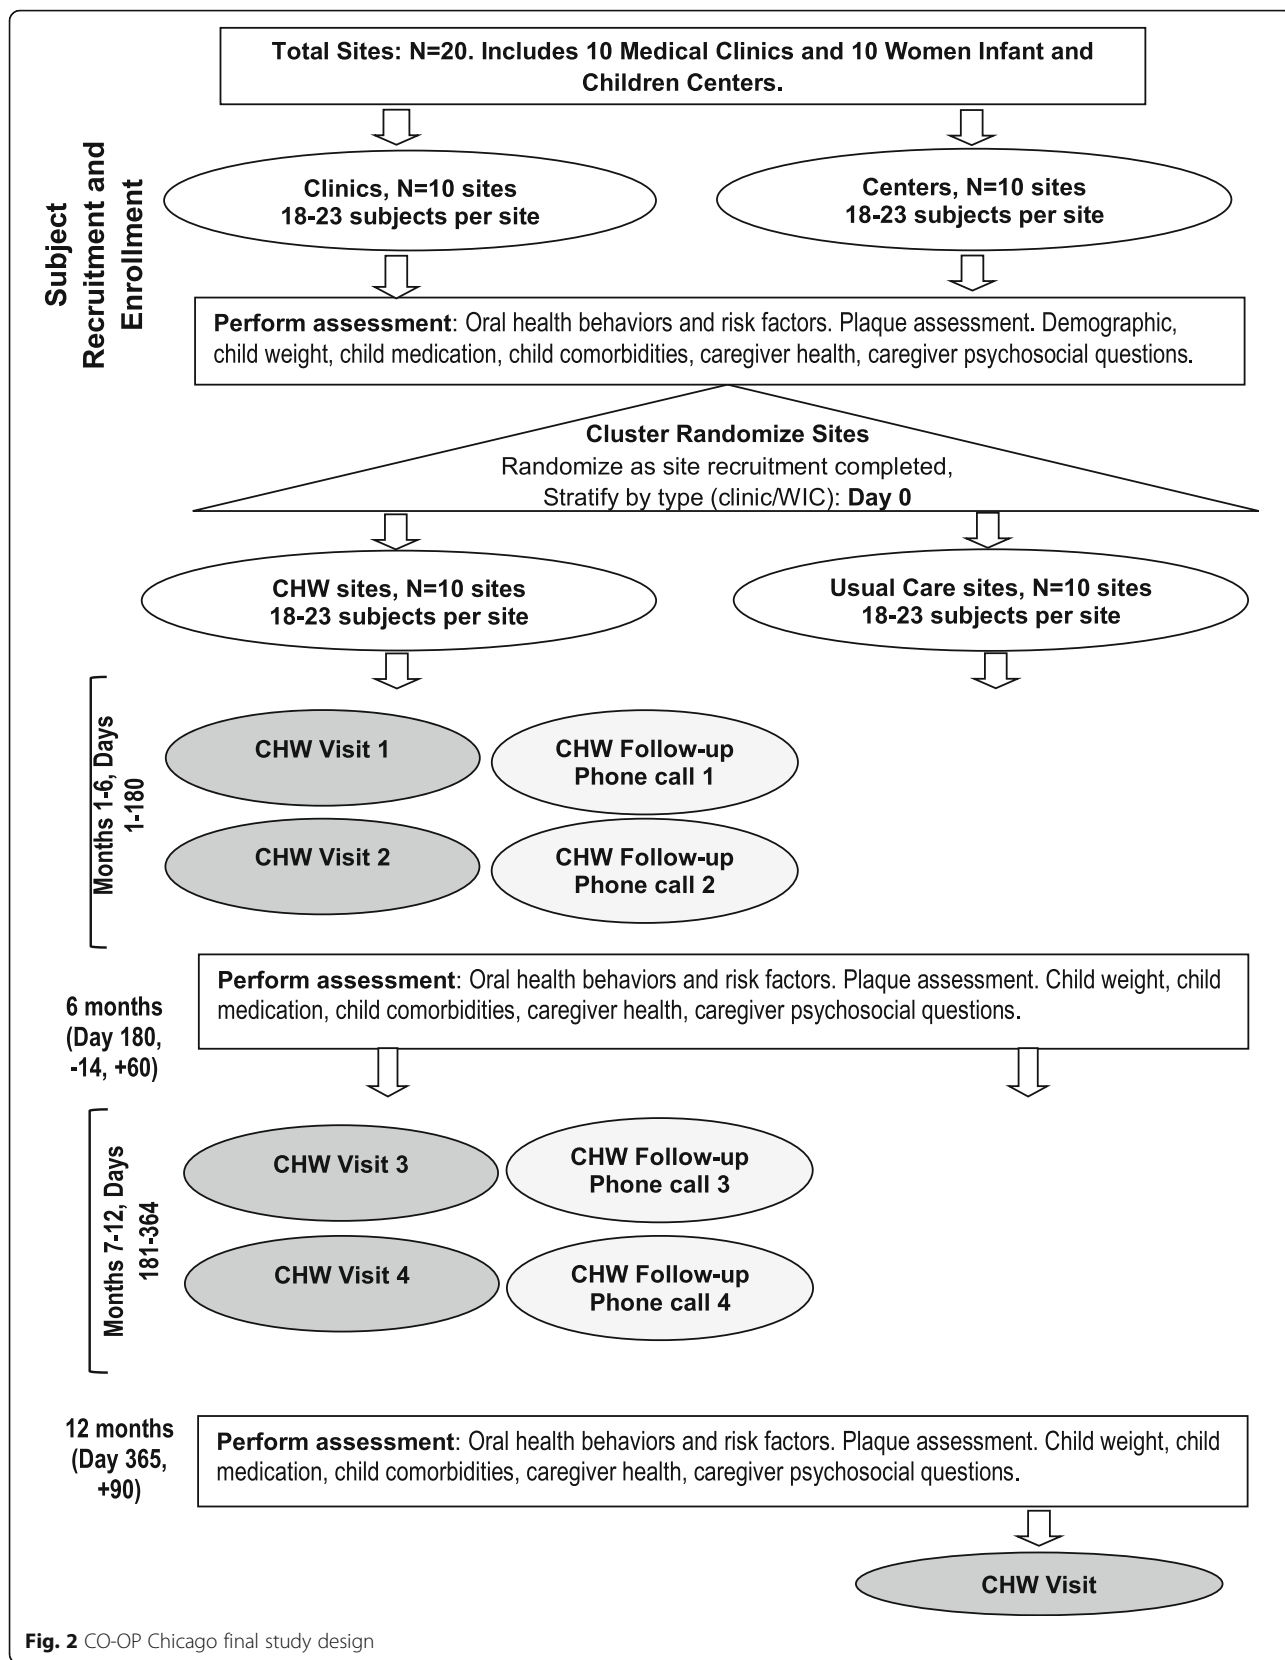 Total Sites: N=20. Includes 10 Medical Clinics and 10 Women Infant and
Children Centers.
Subject
Recruitment and
Enrollment
Clinics, N=10 sites
18-23 subjects per site
Centers, N=10 sites
18-23 subjects per site
Perform assessment: Oral health behaviors and risk factors. Plaque assessment. Demographic,
child weight, child medication, child comorbidities, caregiver health, caregiver psychosocial questions.
Cluster Randomize Sites
Randomize as site recruitment completed,
Stratify by type (clinic/WIC): Day 0
CHW sites, N=10 sites
18-23 subjects per site
Usual Care sites, N=10 sites
18-23 subjects per site
Months 1-6, Days
1-180
CHW Visit 1
CHW Follow-up
Phone call 1
CHW Visit 2
CHW Follow-up
Phone call 2
6 months
(Day 180,
-14, +60)
Perform assessment: Oral health behaviors and risk factors. Plaque assessment. Child weight, child
medication, child comorbidities, caregiver health, caregiver psychosocial questions.
Months 7-12, Days
181-364
CHW Visit 3
CHW Follow-up
Phone call 3
CHW Visit 4
CHW Follow-up
Phone call 4
12 months
(Day 365,
+90)
Perform assessment: Oral health behaviors and risk factors. Plaque assessment. Child weight, child
medication, child comorbidities, caregiver health, caregiver psychosocial questions.
CHW Visit
Fig. 2 CO-OP Chicago final study design